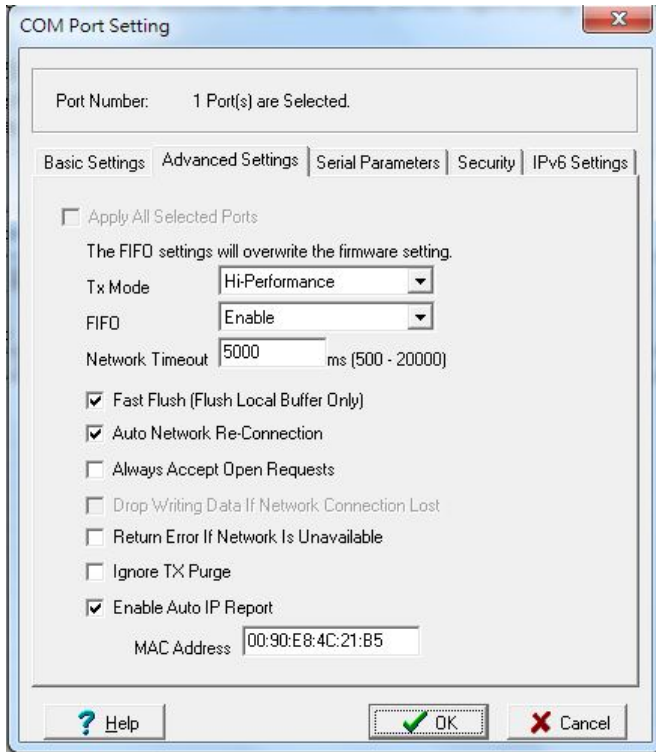 COM Port Setting
Port Number: 1 Port(s) are Selected.
Basic Settings Advanced Settings Serial Parameters Security IPv6 Settings
Apply All Selected Ports
The FIFO settings will overwrite the firmware setting.
Tx Mode Hi-Performance
FIFO Enable
Network Timeout 5000 ms (500 - 20000)
Fast Flush (Flush Local Buffer Only)
Auto Network Re-Connection
Always Accept Open Requests
Drop Writing Data If Network Connection Lost
Return Error If Network Is Unavailable
Ignore TX Purge
Enable Auto IP Report
MAC Address 00:90:E8:4C:21:B5
? Help OK Cancel